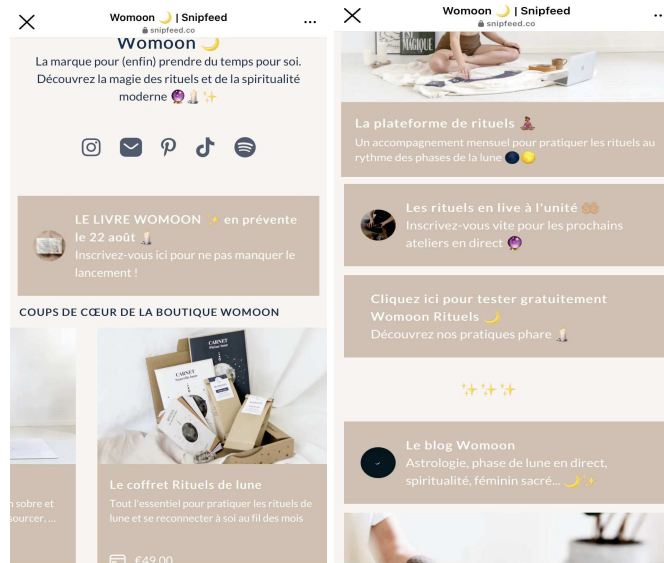 Womoon 🌙 | Snipfeed
snipfeed.co
Womoon 🌙
La marque pour (enfin) prendre du temps pour soi.
Découvrez la magie des rituels et de la spiritualité
moderne 🔮🕯️✨
LE LIVRE WOMOON ✨ en prévente
le 22 août 🕯️
Inscrivez-vous ici pour ne pas manquer le
lancement !
COUPS DE CŒUR DE LA BOUTIQUE WOMOON
CARNET
CARNET
Nouvelle lune
n sobre et
sourcer, ...
Le coffret Rituels de lune
Tout l'essentiel pour pratiquer les rituels de
lune et se reconnecter à soi au fil des mois
€49.00
Womoon 🌙 | Snipfeed
snipfeed.co
MAGIQUE
La plateforme de rituels 🧘🏾‍♀️
Un accompagnement mensuel pour pratiquer les rituels au
rythme des phases de la lune 🌑🌕
Les rituels en live à l'unité 🤲🏼
Inscrivez-vous vite pour les prochains
ateliers en direct 🔮
Cliquez ici pour tester gratuitement
Womoon Rituels 🌙
Découvrez nos pratiques phare 🕯️
✨✨✨
Le blog Womoon
Astrologie, phase de lune en direct,
spiritualité, féminin sacré... 🌙✨